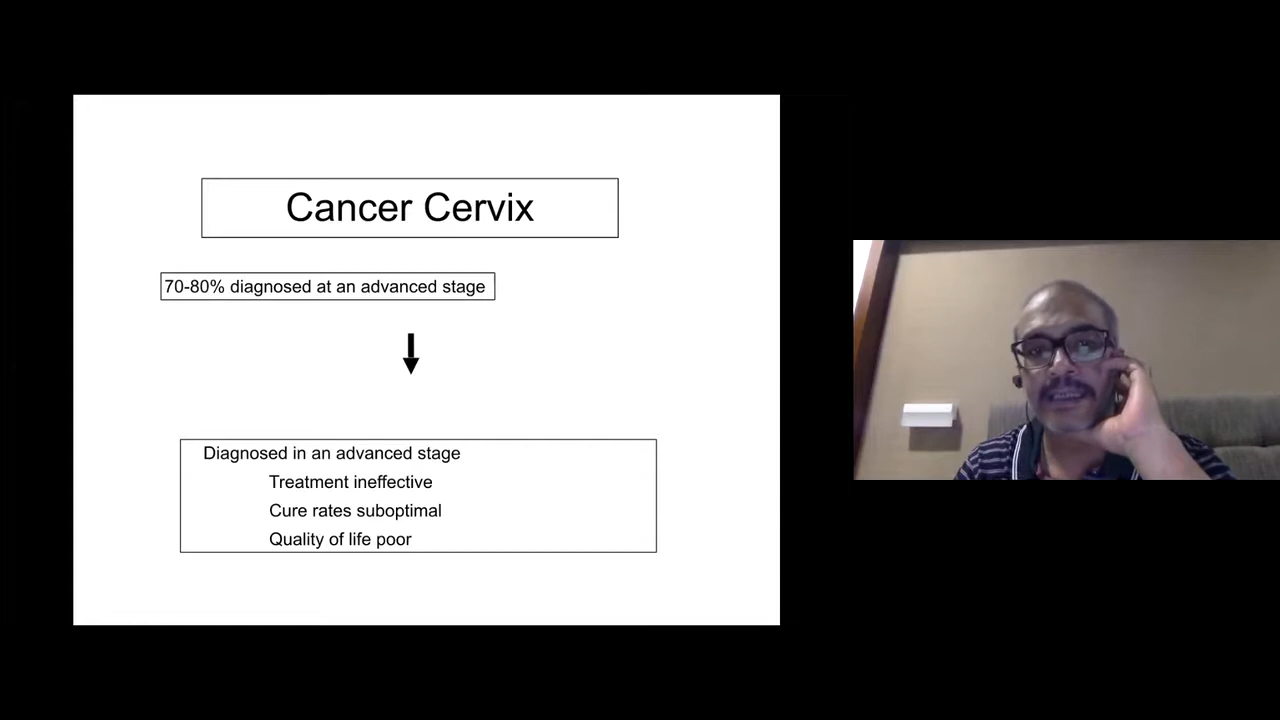 Cancer Cervix
70-80% diagnosed at an advanced stage
Diagnosed in an advanced stage
Treatment ineffective
Cure rates suboptimal
Quality of life poor